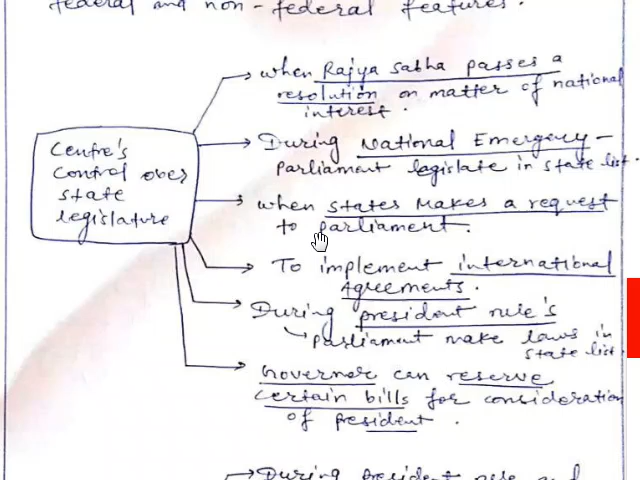 federal and non-federal features.
when Rajya Sabha passes a
resolution on matter of national
interest.
Centre's
Control over
state
legislature
During National Emergency -
Parliament legislate in state list.
when states makes a request
to parliament.
To implement international
Agreements.
During president rule's
parliament make laws in
state list.
Governor can reserve
certain bills for consideration
of president.
During President rule and